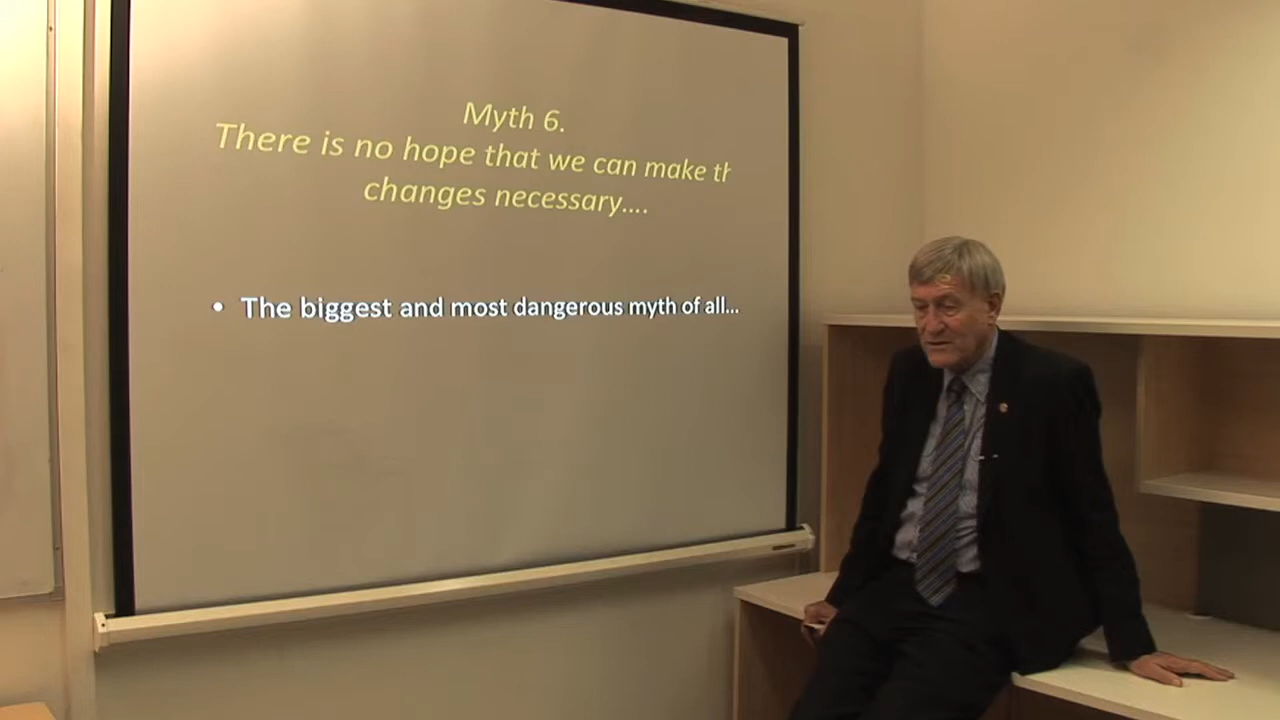 Myth 6.
There is no hope that we can make th
changes necessary....
• The biggest and most dangerous myth of all...